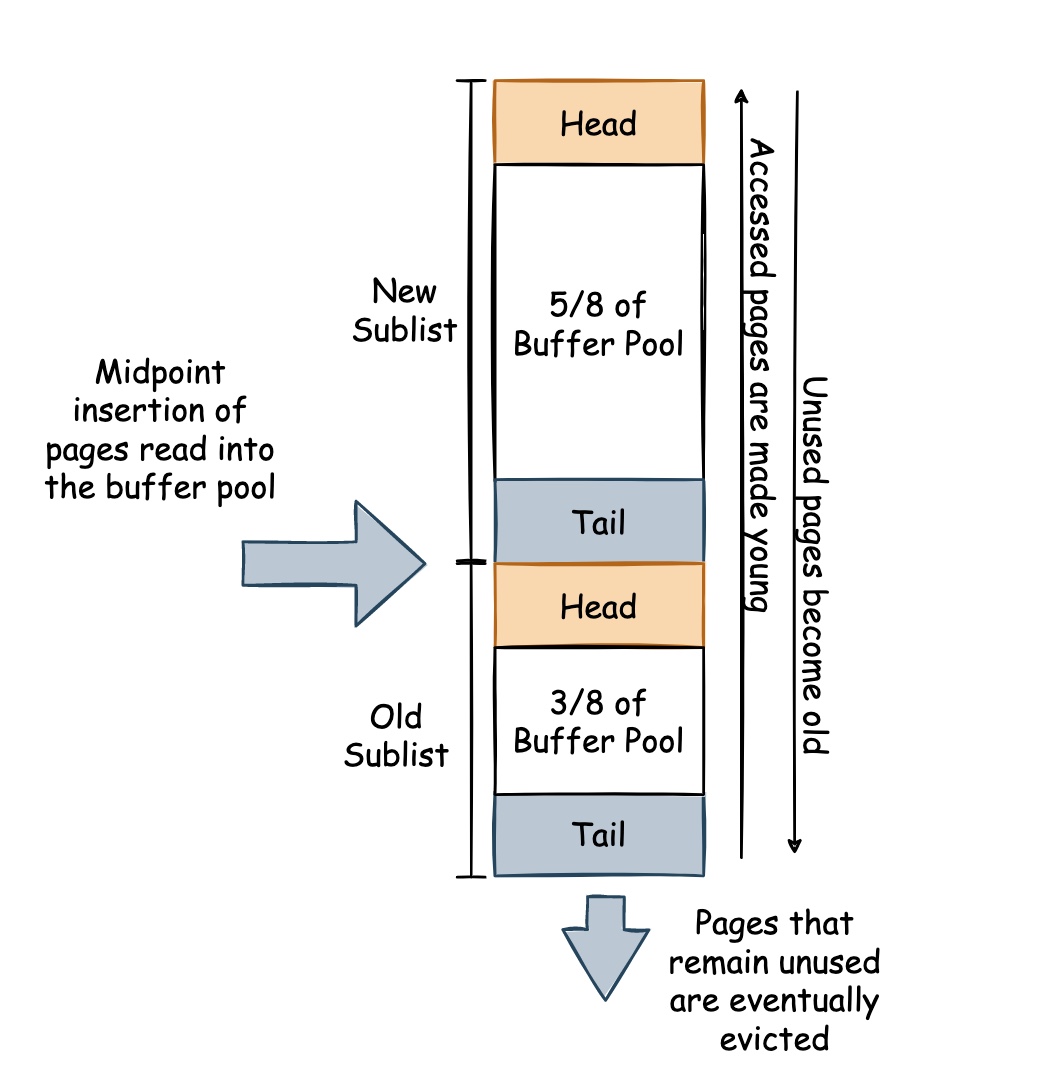 Head
New
Sublist
5/8 of
Buffer Pool
Midpoint
insertion of
pages read into
the buffer pool
Tail
Head
Old
Sublist
3/8 of
Buffer Pool
Tail
Accessed pages are made young
Unused pages become old
Pages that
remain unused
are eventually
evicted